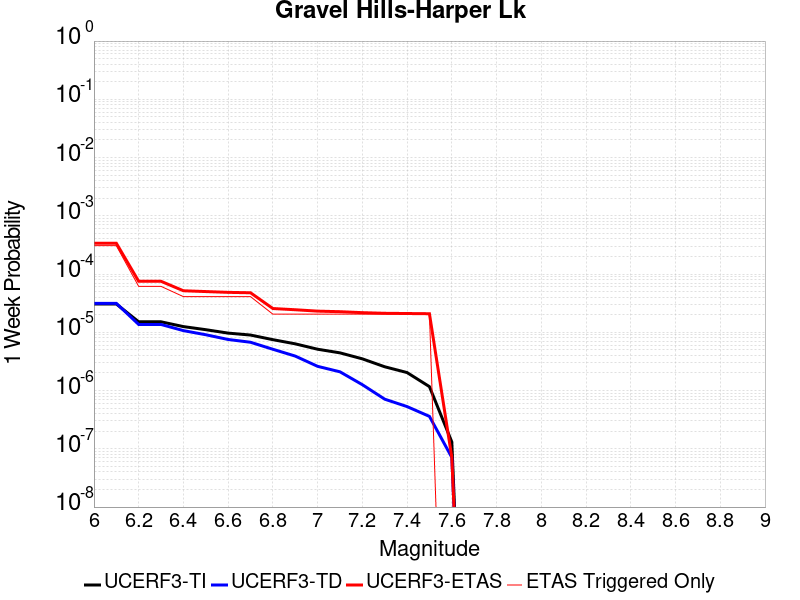 Gravel Hills-Harper Lk
10^0
10^-1
10^-2
10^-3
10^-4
10^-5
10^-6
10^-7
10^-8
1 Week Probability
6 6.2 6.4 6.6 6.8 7 7.2 7.4 7.6 7.8 8 8.2 8.4 8.6 8.8 9
Magnitude
UCERF3-TI UCERF3-TD UCERF3-ETAS ETAS Triggered Only